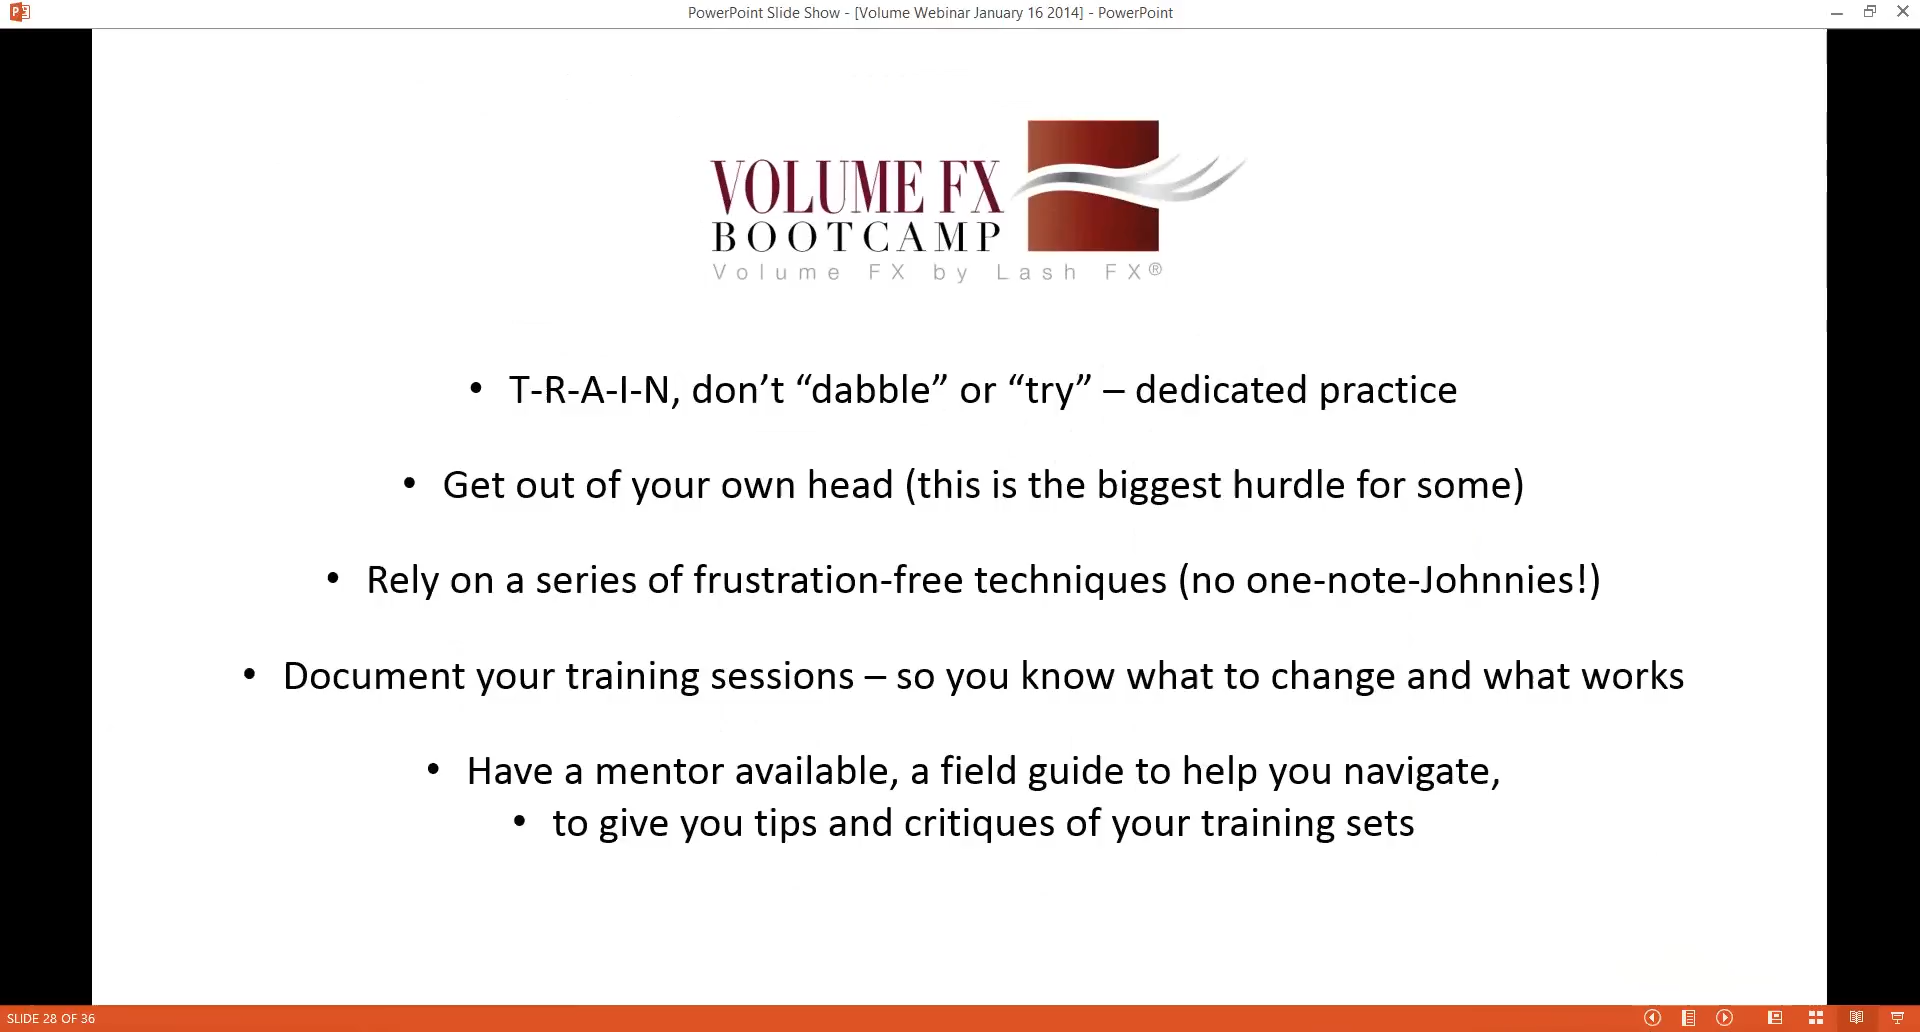 PowerPoint Slide Show - [Volume Webinar January 16 2014] - PowerPoint
VOLUME FX
BOOTCAMP
Volume FX by Lash FX®
• T-R-A-I-N, don’t “dabble” or “try” – dedicated practice
• Get out of your own head (this is the biggest hurdle for some)
• Rely on a series of frustration-free techniques (no one-note-Johnnies!)
• Document your training sessions – so you know what to change and what works
• Have a mentor available, a field guide to help you navigate,
• to give you tips and critiques of your training sets
SLIDE 28 OF 36